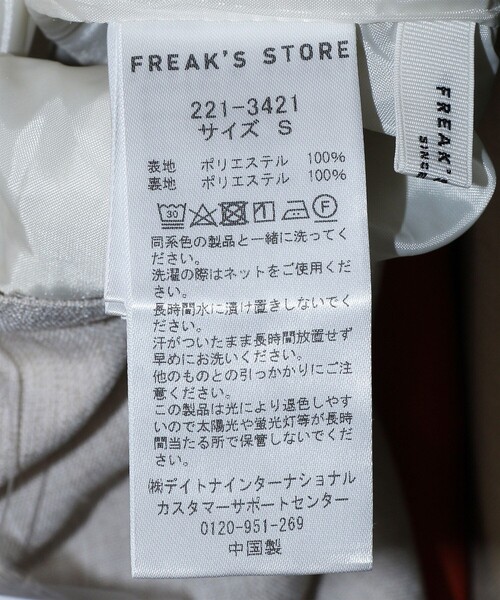 FREAK'S STORE
221-3421
サイズ S
表地 ポリエステル 100%
裏地 ポリエステル 100%
30
F
同系色の製品と一緒に洗ってく
ださい。
洗濯の際はネットをご使用くだ
さい。
長時間水に漬け置きしないでく
ださい。
汗がついたまま長時間放置せず
早めにお洗いください。
他のものとの引っかかりにご注
意ください。
この製品は光により退色しやす
いので太陽光や蛍光灯等が長時
間当たる所で保管しないでくだ
さい。
㈱デイトナインターナショナル
カスタマーサポートセンター
0120-951-269
中国製
FREAK'
SINCE